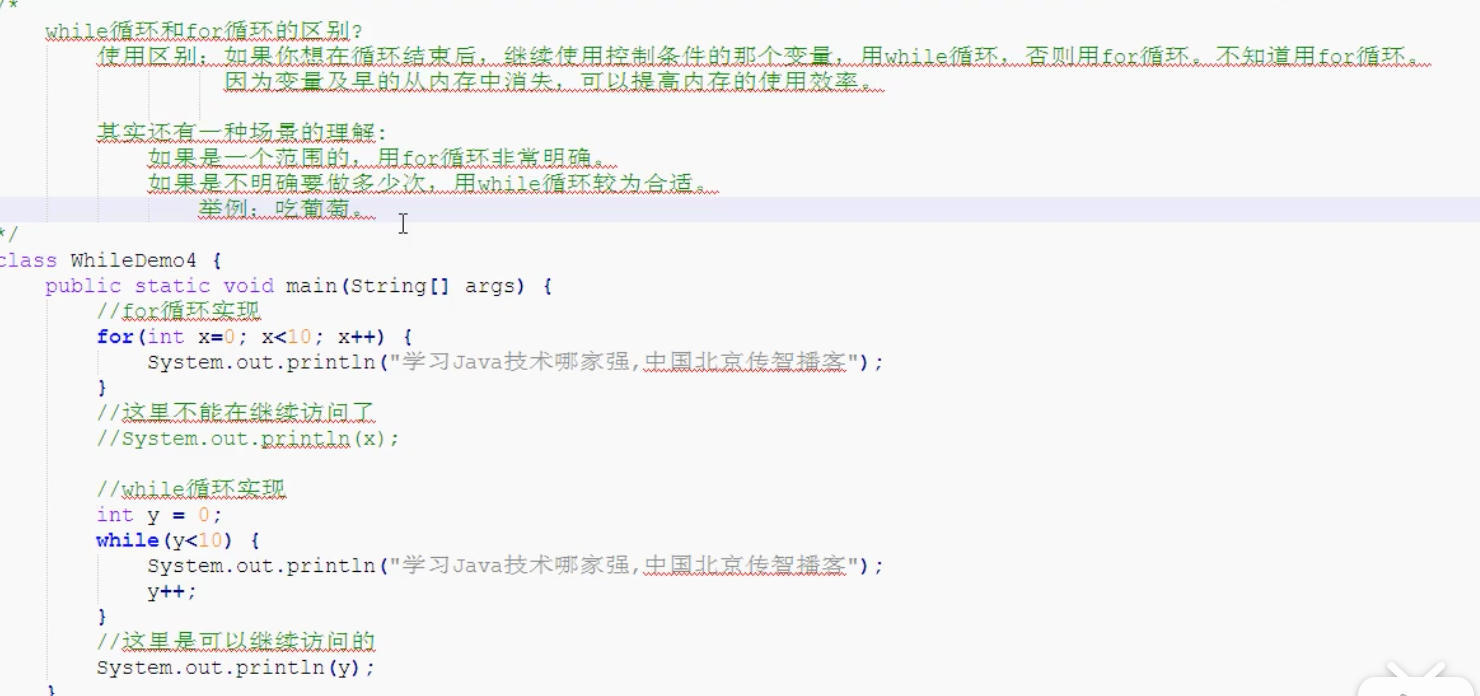 /*
while循环和for循环的区别?
使用区别：如果你想在循环结束后，继续使用控制条件的那个变量，用while循环，否则用for循环。不知道用for循环。
因为变量及早的从内存中消失，可以提高内存的使用效率。
其实还有一种场景的理解:
如果是一个范围的，用for循环非常明确。
如果是不明确要做多少次，用while循环较为合适。
举例：吃葡萄。
*/
class WhileDemo4 {
public static void main(String[] args) {
//for循环实现
for(int x=0; x<10; x++) {
System.out.println("学习Java技术哪家强,中国北京传智播客");
}
//这里不能在继续访问了
//System.out.println(x);
//while循环实现
int y = 0;
while(y<10) {
System.out.println("学习Java技术哪家强,中国北京传智播客");
y++;
}
//这里是可以继续访问的
System.out.println(y);
}